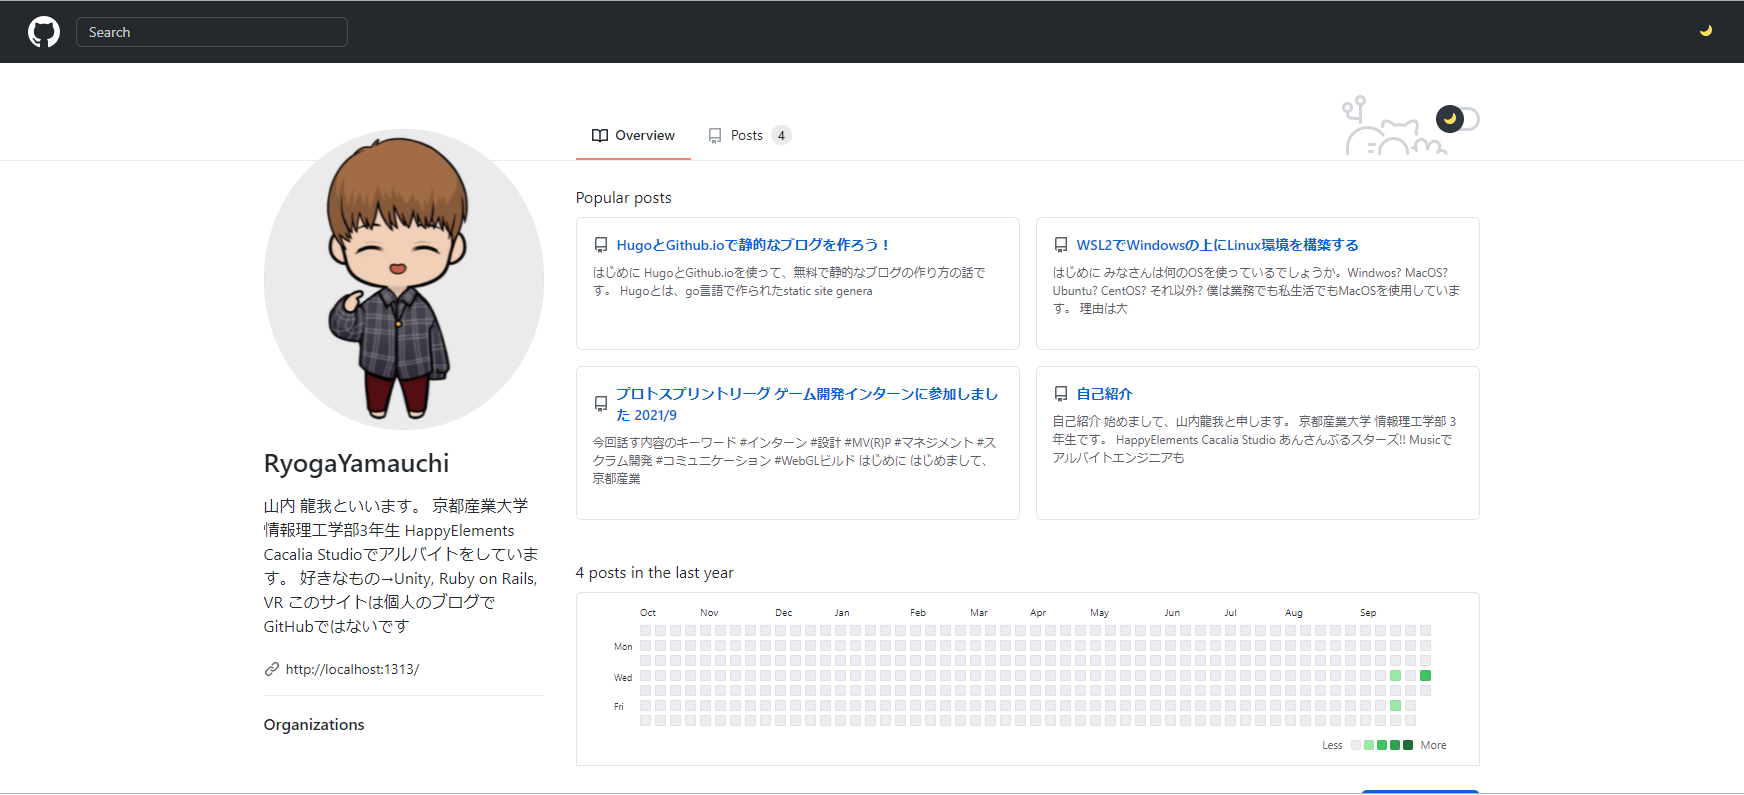 Search
Overview
Posts 4
Popular posts
HugoとGithub.ioで静的なブログを作ろう！
はじめに HugoとGithub.ioを使って、無料で静的なブログの作り方の話で
す。 Hugoとは、go言語で作られたstatic site genera
WSL2でWindowsの上にLinux環境を構築する
はじめに みなさんは何のOSを使っているでしょうか。Windwos? MacOS?
Ubuntu? CentOS? それ以外? 僕は業務でも私生活でもMacOSを使用していま
す。 理由は大
プロトスプリントリーグ ゲーム開発インターンに参加しまし
た 2021/9
今回話す内容のキーワード #インターン #設計 #MV(R)P #マネジメント #ス
クラム開発 #コミュニケーション #WebGLビルド はじめに はじめまして、
京都産業
自己紹介
自己紹介 始めまして、山内龍我と申します。 京都産業大学 情報理工学部 3
年生です。 HappyElements Cacalia Studio あんさんぶるスターズ!! Musicで
アルバイトエンジニアも
RyogaYamauchi
山内 龍我といいます。 京都産業大学
情報理工学部3年生 HappyElements
Cacalia Studioでアルバイトをしていま
す。 好きなもの→Unity, Ruby on Rails,
VR このサイトは個人のブログで
GitHubではないです
http://localhost:1313/
Organizations
4 posts in the last year
Oct Nov Dec Jan Feb Mar Apr May Jun Jul Aug Sep
Mon
Wed
Fri
Less More